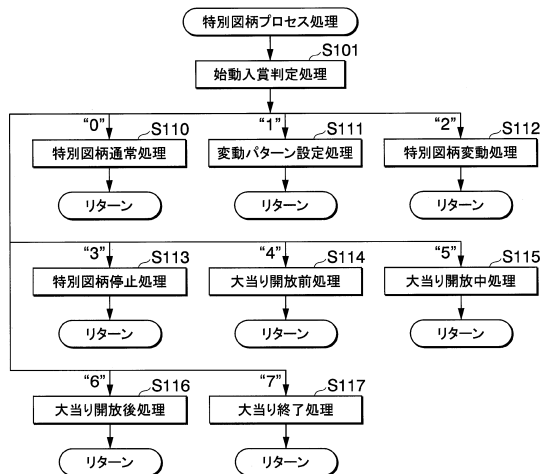 特別図柄プロセス処理
S101
始動入賞判定処理
“0”
S110
特別図柄通常処理
リターン
“1”
S111
変動パターン設定処理
リターン
“2”
S112
特別図柄変動処理
リターン
“3”
S113
特別図柄停止処理
リターン
“4”
S114
大当り開放前処理
リターン
“5”
S115
大当り開放中処理
リターン
“6”
S116
大当り開放後処理
リターン
“7”
S117
大当り終了処理
リターン